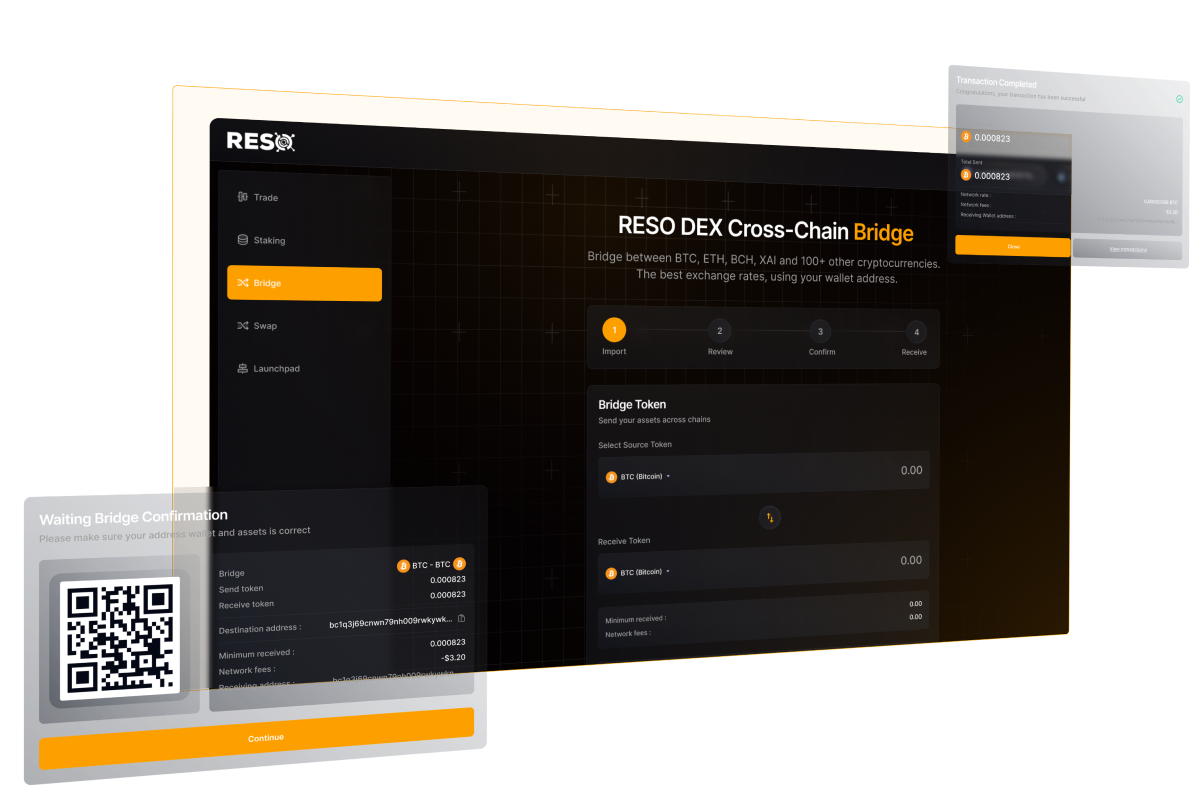 RESO
Trade
Staking
Bridge
Swap
Launchpad
RESO DEX Cross-Chain Bridge
Bridge between BTC, ETH, BCH, XAI and 100+ other cryptocurrencies.
The best exchange rates, using your wallet address.
1
2
3
4
Import
Review
Confirm
Receive
Bridge Token
Send your assets across chains
Select Source Token
BTC (Bitcoin)
0.00
Receive Token
BTC (Bitcoin)
0.00
Minimum received :
0.00
Network fees :
0.00
Transaction Completed
Congratulations, your transaction has been successful
0.000823
Total Sent
0.000823
Network rate :
Network fees :
$3.20
Receiving Wallet address :
Close
View transactions
Waiting Bridge Confirmation
Please make sure your address wallet and assets is correct
Bridge
BTC - BTC
Send token
0.000823
Receive token
0.000823
Destination address :
bc1q3j69cnwn79nh009rwkywk...
Minimum received :
0.000823
Network fees :
~$3.20
Receiving address :
Continue